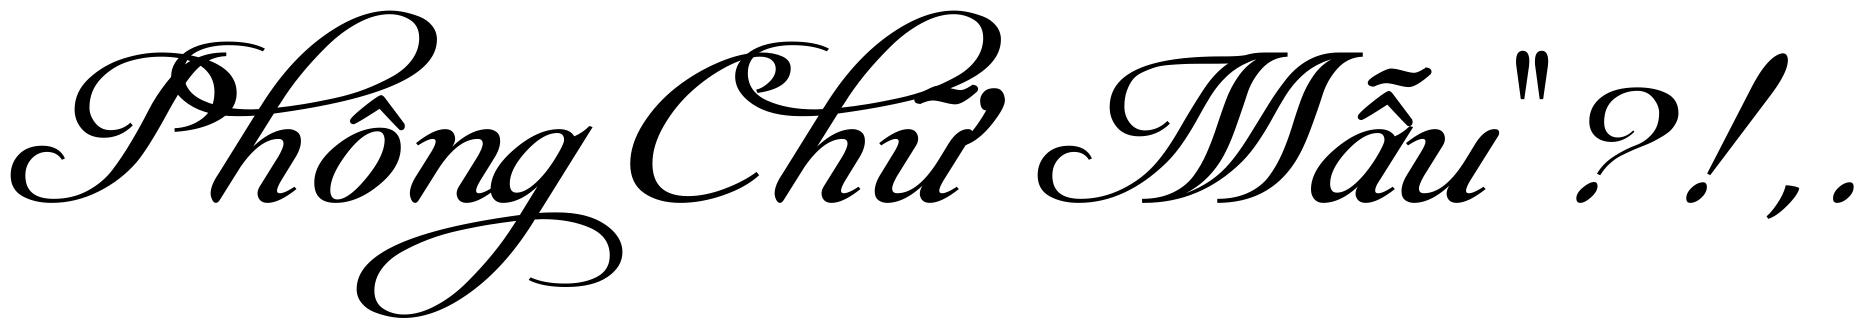 Phông Chữ Mẫu " ? ! , .